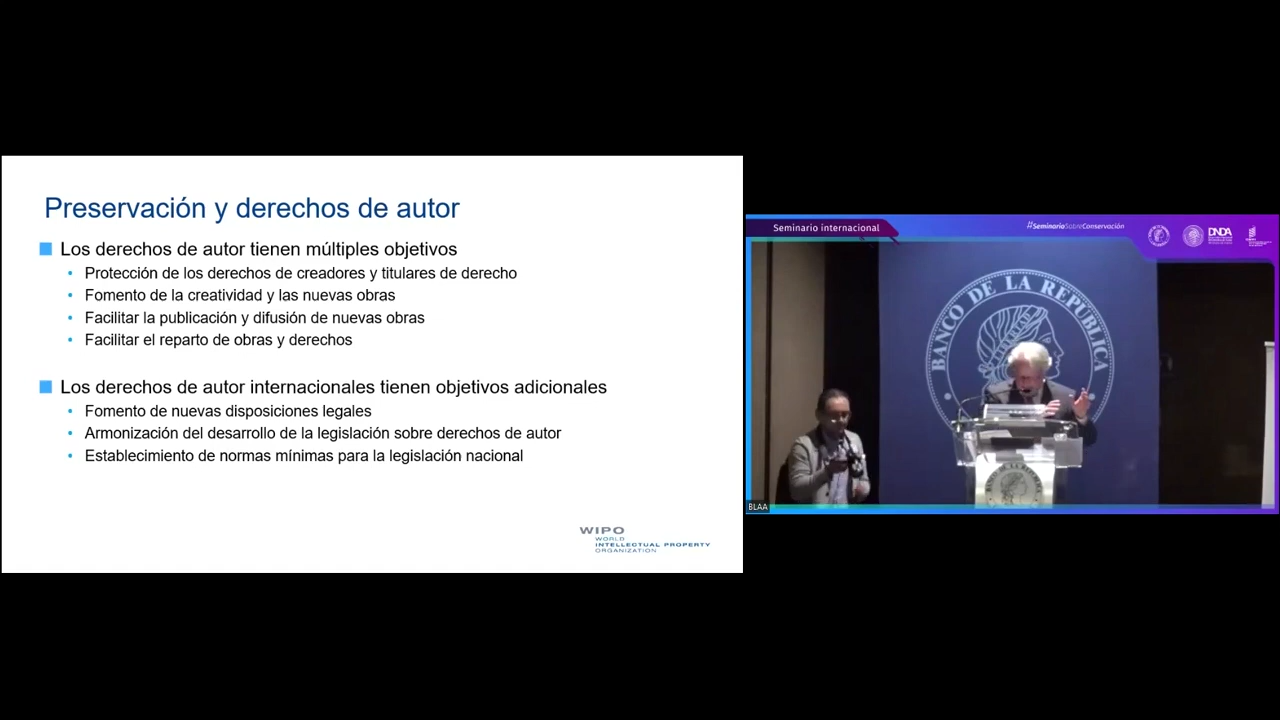 Preservación y derechos de autor
Los derechos de autor tienen múltiples objetivos
Protección de los derechos de creadores y titulares de derecho
Fomento de la creatividad y las nuevas obras
Facilitar la publicación y difusión de nuevas obras
Facilitar el reparto de obras y derechos
Los derechos de autor internacionales tienen objetivos adicionales
Fomento de nuevas disposiciones legales
Armonización del desarrollo de la legislación sobre derechos de autor
Establecimiento de normas mínimas para la legislación nacional
WIPO
WORLD
INTELLECTUAL PROPERTY
ORGANIZATION
Seminario internacional
#SeminarioSobreConservación
DNDA
BANCO DE LA REPÚBLICA
BANCO DE LA REPÚBLICA
BLAA